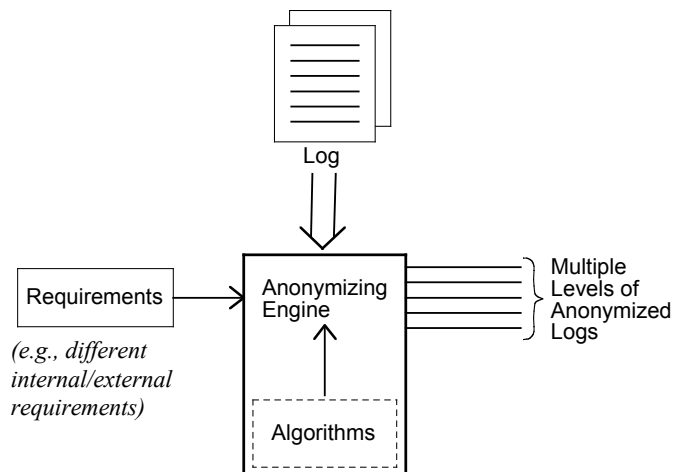 Log
Requirements
(e.g., different
internal/external
requirements)
Anonymizing
Engine
Algorithms
Multiple
Levels of
Anonymized
Logs